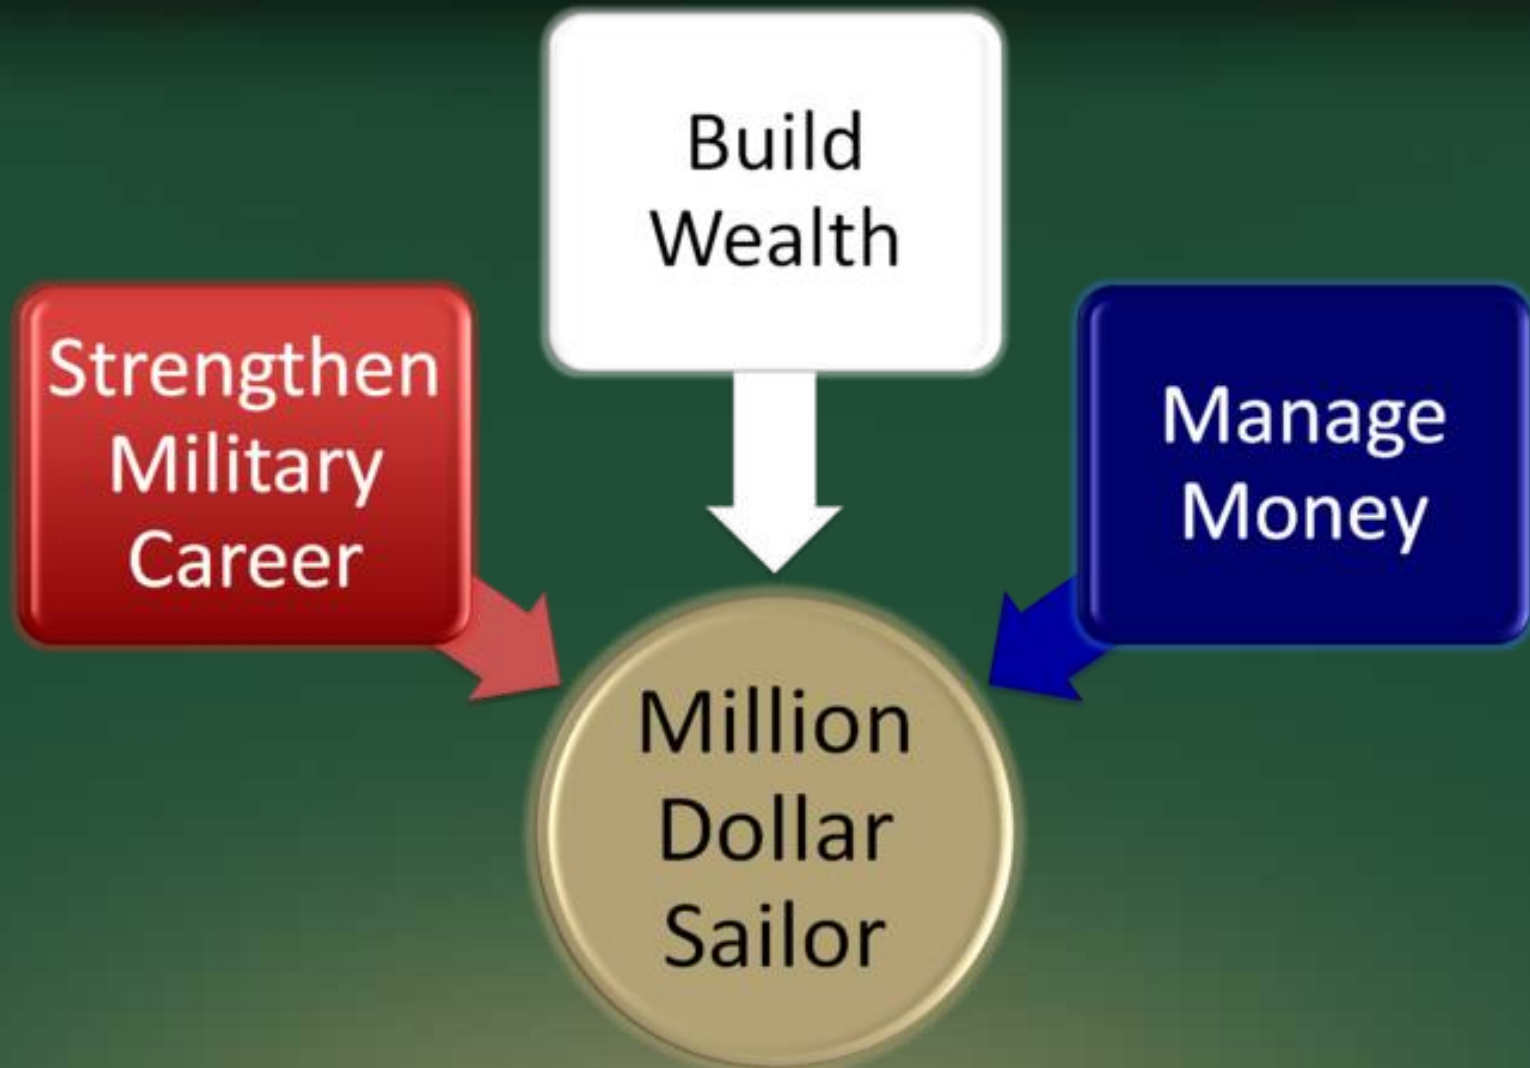 Build
Wealth
Strengthen
Military
Career
Manage
Money
Million
Dollar
Sailor